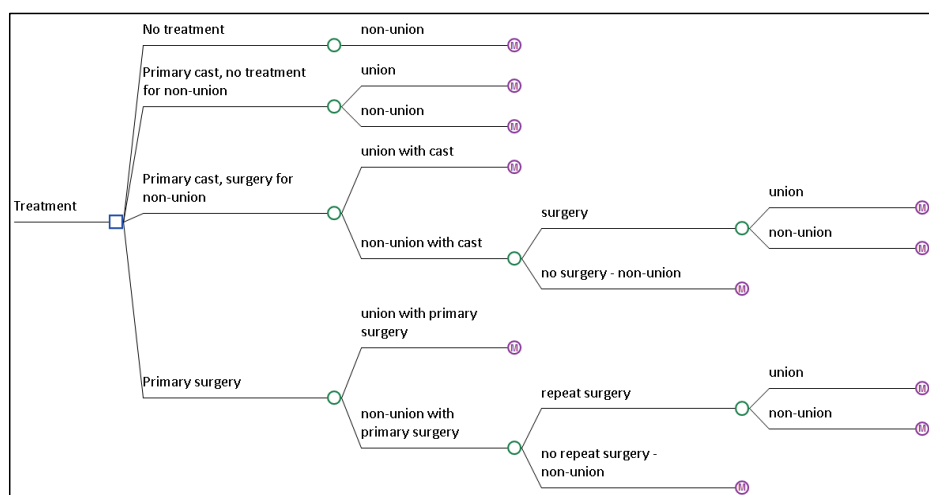 No treatment
non-union
M
Primary cast, no treatment
for non-union
union
M
non-union
M
union with cast
M
Primary cast, surgery for
non-union
Treatment
union
M
surgery
non-union
M
non-union with cast
no surgery - non-union
M
union with primary
surgery
M
Primary surgery
union
M
repeat surgery
non-union
M
non-union with
primary surgery
no repeat surgery -
non-union
M